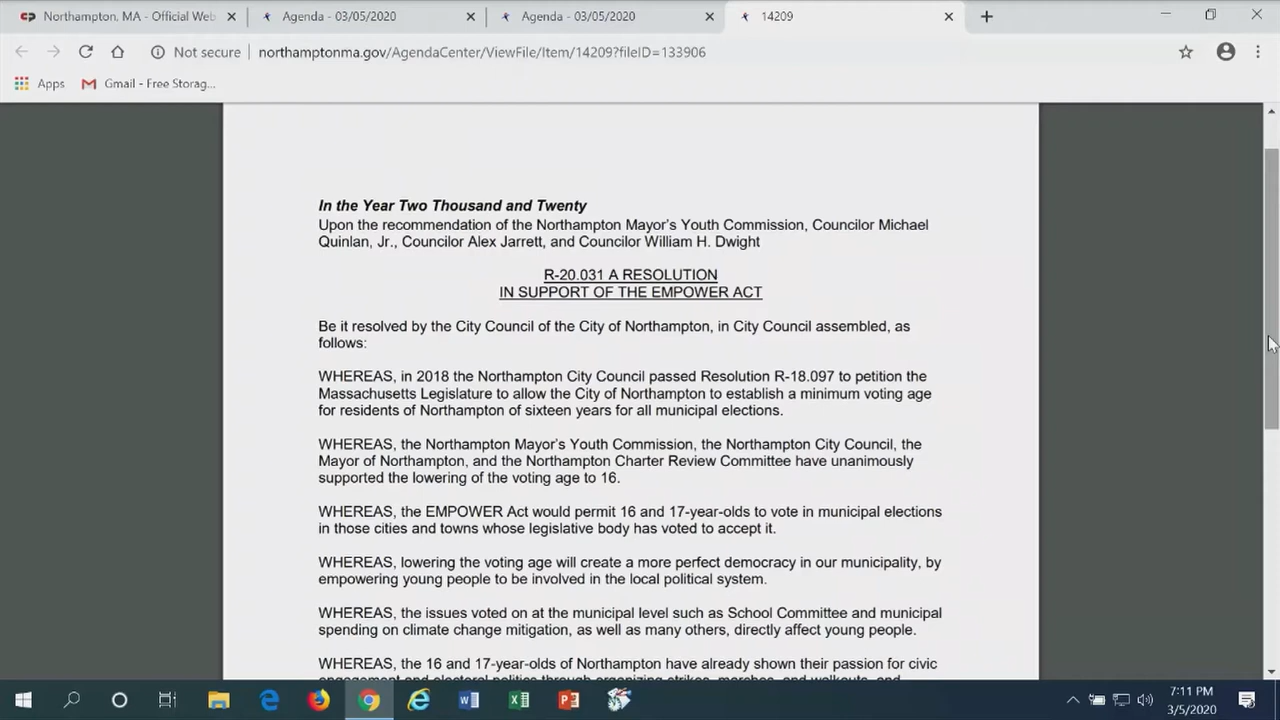 Northampton, MA - Official Web
Agenda - 03/05/2020
Agenda - 03/05/2020
14209
Not secure
northamptonma.gov/AgendaCenter/ViewFile/Item/14209?fileID=133906
Apps
Gmail - Free Storag...
In the Year Two Thousand and Twenty
Upon the recommendation of the Northampton Mayor's Youth Commission, Councilor Michael
Quinlan, Jr., Councilor Alex Jarrett, and Councilor William H. Dwight
R-20.031 A RESOLUTION
IN SUPPORT OF THE EMPOWER ACT
Be it resolved by the City Council of the City of Northampton, in City Council assembled, as
follows:
WHEREAS, in 2018 the Northampton City Council passed Resolution R-18.097 to petition the
Massachusetts Legislature to allow the City of Northampton to establish a minimum voting age
for residents of Northampton of sixteen years for all municipal elections.
WHEREAS, the Northampton Mayor's Youth Commission, the Northampton City Council, the
Mayor of Northampton, and the Northampton Charter Review Committee have unanimously
supported the lowering of the voting age to 16.
WHEREAS, the EMPOWER Act would permit 16 and 17-year-olds to vote in municipal elections
in those cities and towns whose legislative body has voted to accept it.
WHEREAS, lowering the voting age will create a more perfect democracy in our municipality, by
empowering young people to be involved in the local political system.
WHEREAS, the issues voted on at the municipal level such as School Committee and municipal
spending on climate change mitigation, as well as many others, directly affect young people.
WHEREAS, the 16 and 17-year-olds of Northampton have already shown their passion for civic
engagement and electoral politics through organizing strikes, marches, and walkouts, and
7:11 PM
3/5/2020